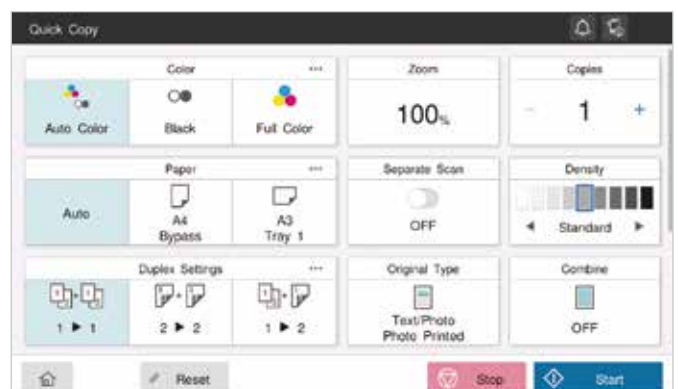 Quick Copy
Color
Zoom
Copies
Auto Color
Black
Full Color
100%
- 1 +
Paper
Separate Scan
Density
Auto
A4
Bypass
A3
Tray 1
OFF
Standard
Duplex Settings
Original Type
Combine
1 ▶ 1
2 ▶ 2
1 ▶ 2
Text/Photo
Photo Printed
OFF
Reset
Stop
Start